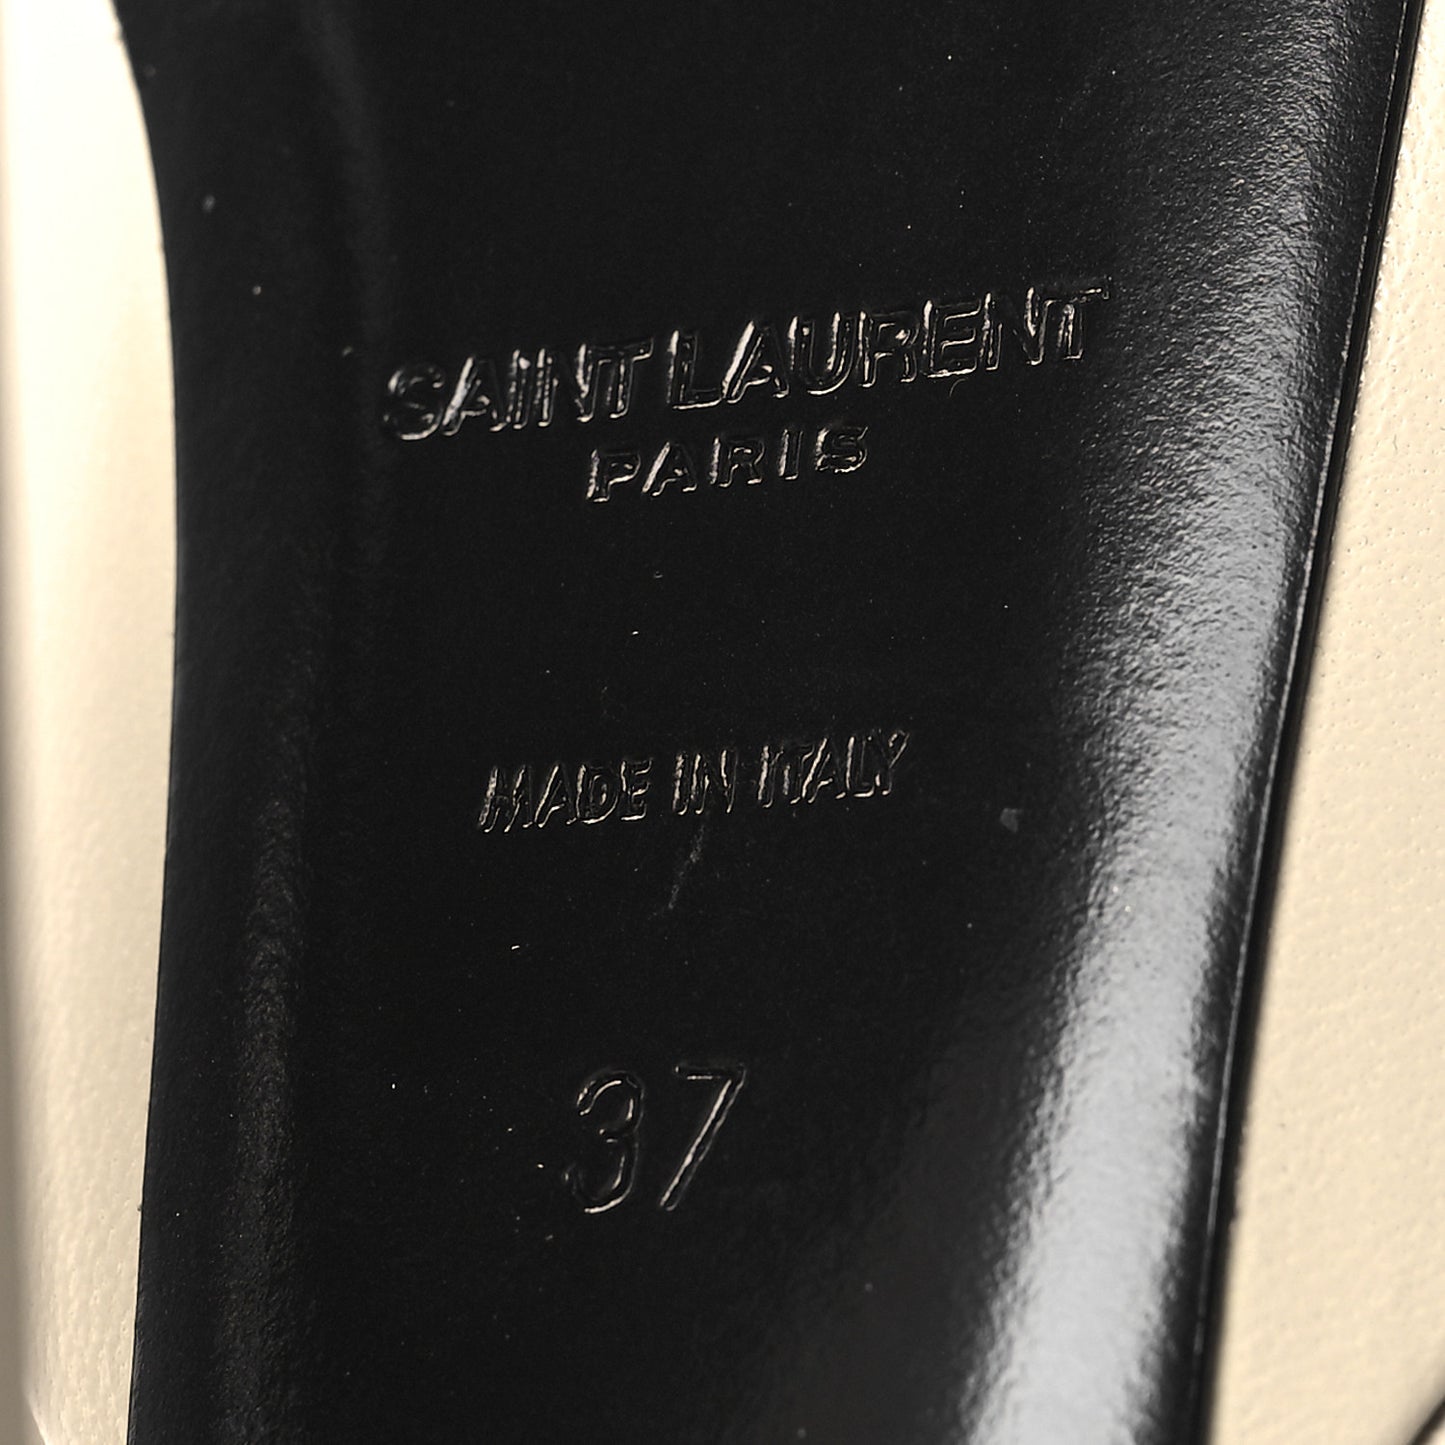 SAINT LAURENT
PARIS
MADE IN ITALY
37